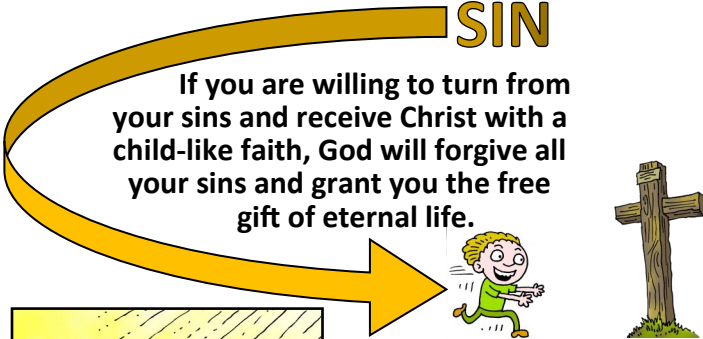 SIN
If you are willing to turn from
your sins and receive Christ with a
child-like faith, God will forgive all
your sins and grant you the free
gift of eternal life.